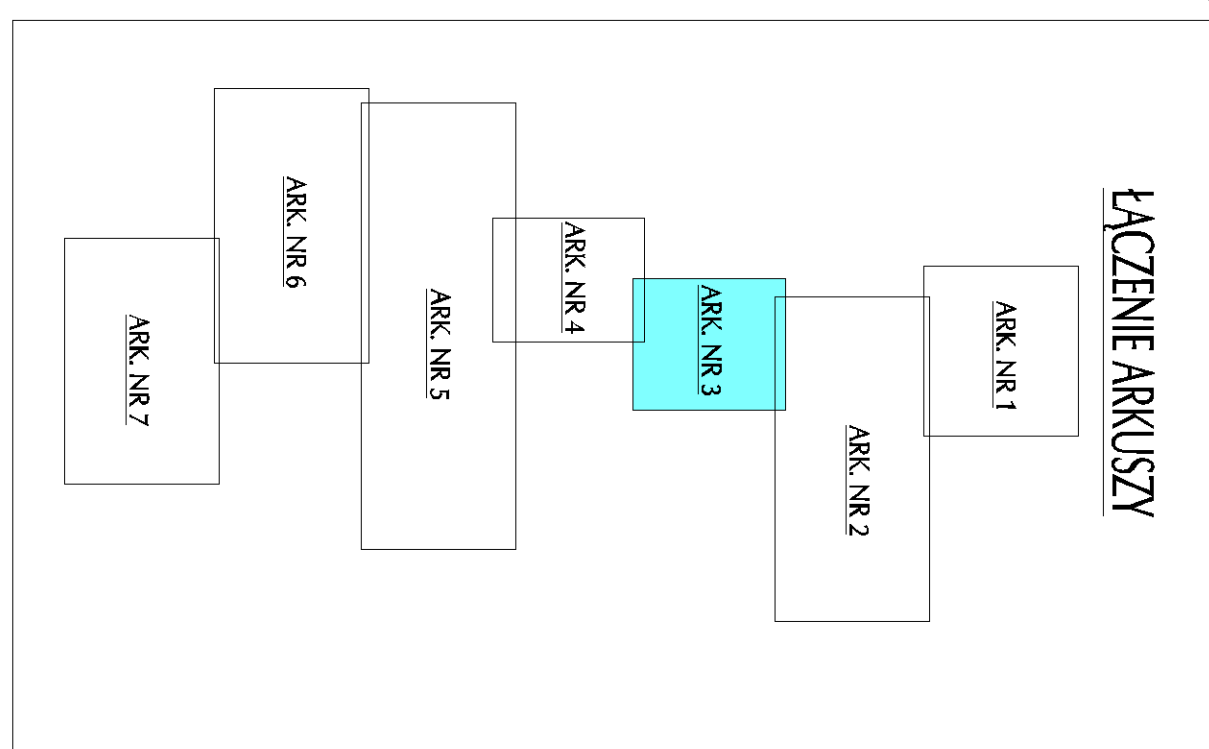 ŁĄCZENIE ARKUSZY
ARK. NR 1
ARK. NR 2
ARK. NR 3
ARK. NR 4
ARK. NR 5
ARK. NR 6
ARK. NR 7